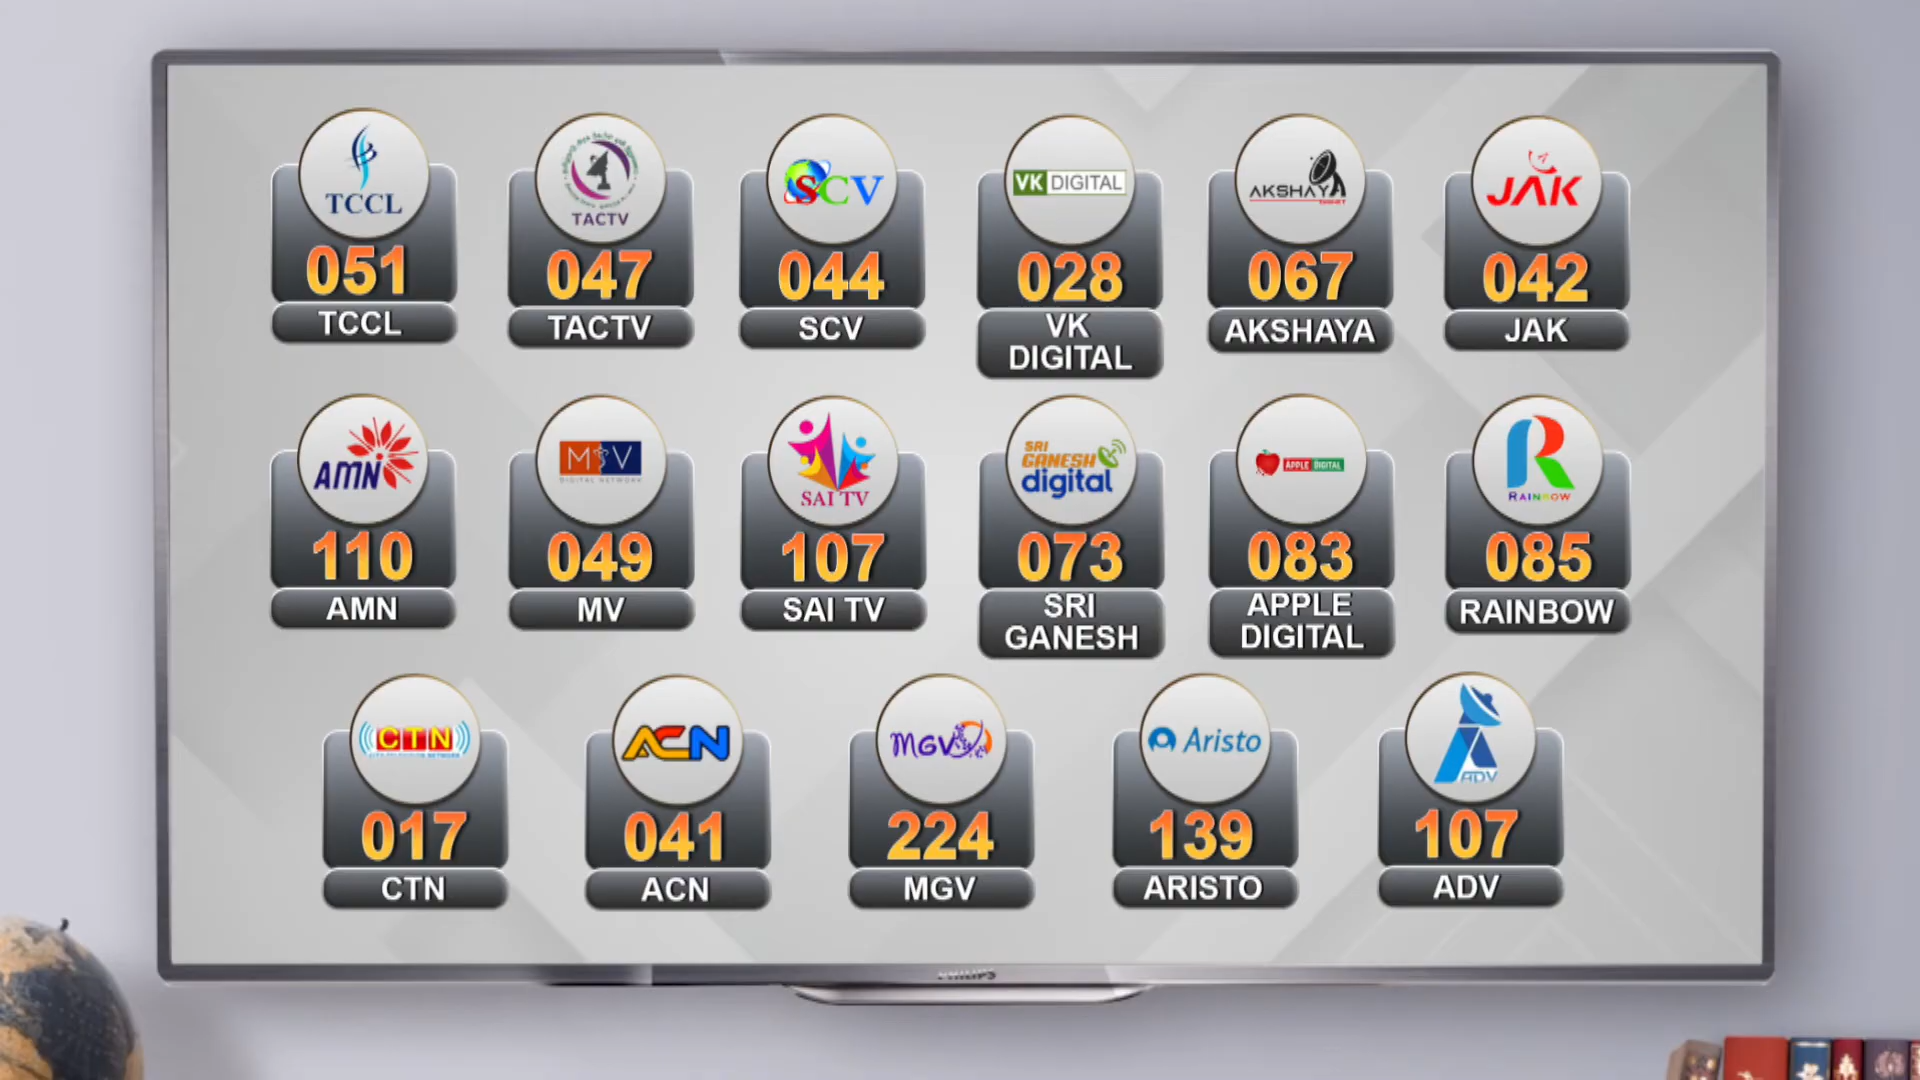 TCCL
TACTV
SCV
VK DIGITAL
AKSHAYA
JAK
051
047
044
028
067
042
TCCL
TACTV
SCV
VK
DIGITAL
AKSHAYA
JAK
AMN
MV
DIGITAL NETWORK
SAI TV
SRI
GANESH
digital
APPLE DIGITAL
RAINBOW
110
049
107
073
083
085
AMN
MV
SAI TV
SRI
GANESH
APPLE
DIGITAL
RAINBOW
CTN
ACN
MGV
Aristo
ADV
017
041
224
139
107
CTN
ACN
MGV
ARISTO
ADV
PHILIPS